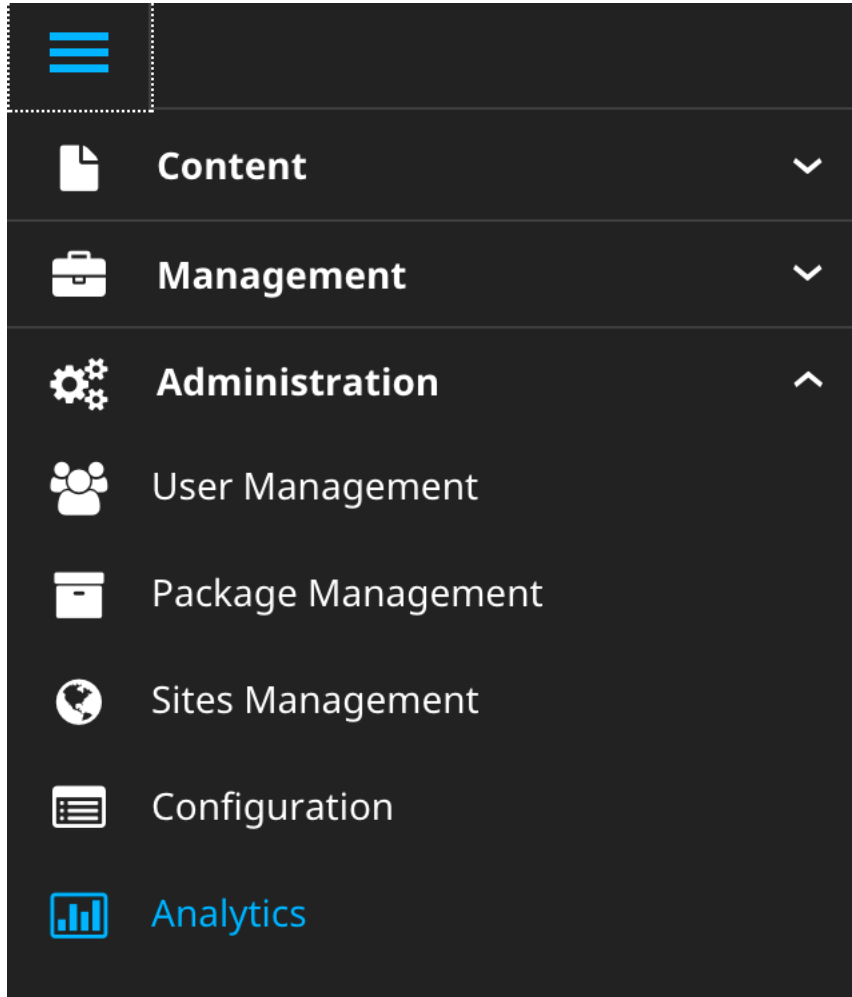 Content
Management
Administration
User Management
Package Management
Sites Management
Configuration
Analytics